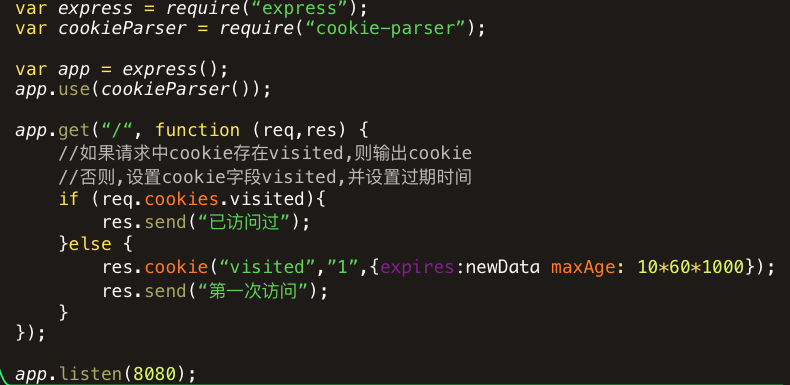 var express = require(“express”);
var cookieParser = require(“cookie-parser”);
var app = express();
app.use(cookieParser());
app.get(“/“, function (req,res) {
//如果请求中cookie存在visited,则输出cookie
//否则,设置cookie字段visited,并设置过期时间
if (req.cookies.visited){
res.send(“已访问过”);
}else {
res.cookie(“visited”,”1”,{expires:newData maxAge: 10*60*1000});
res.send(“第一次访问”);
}
});
app.listen(8080);